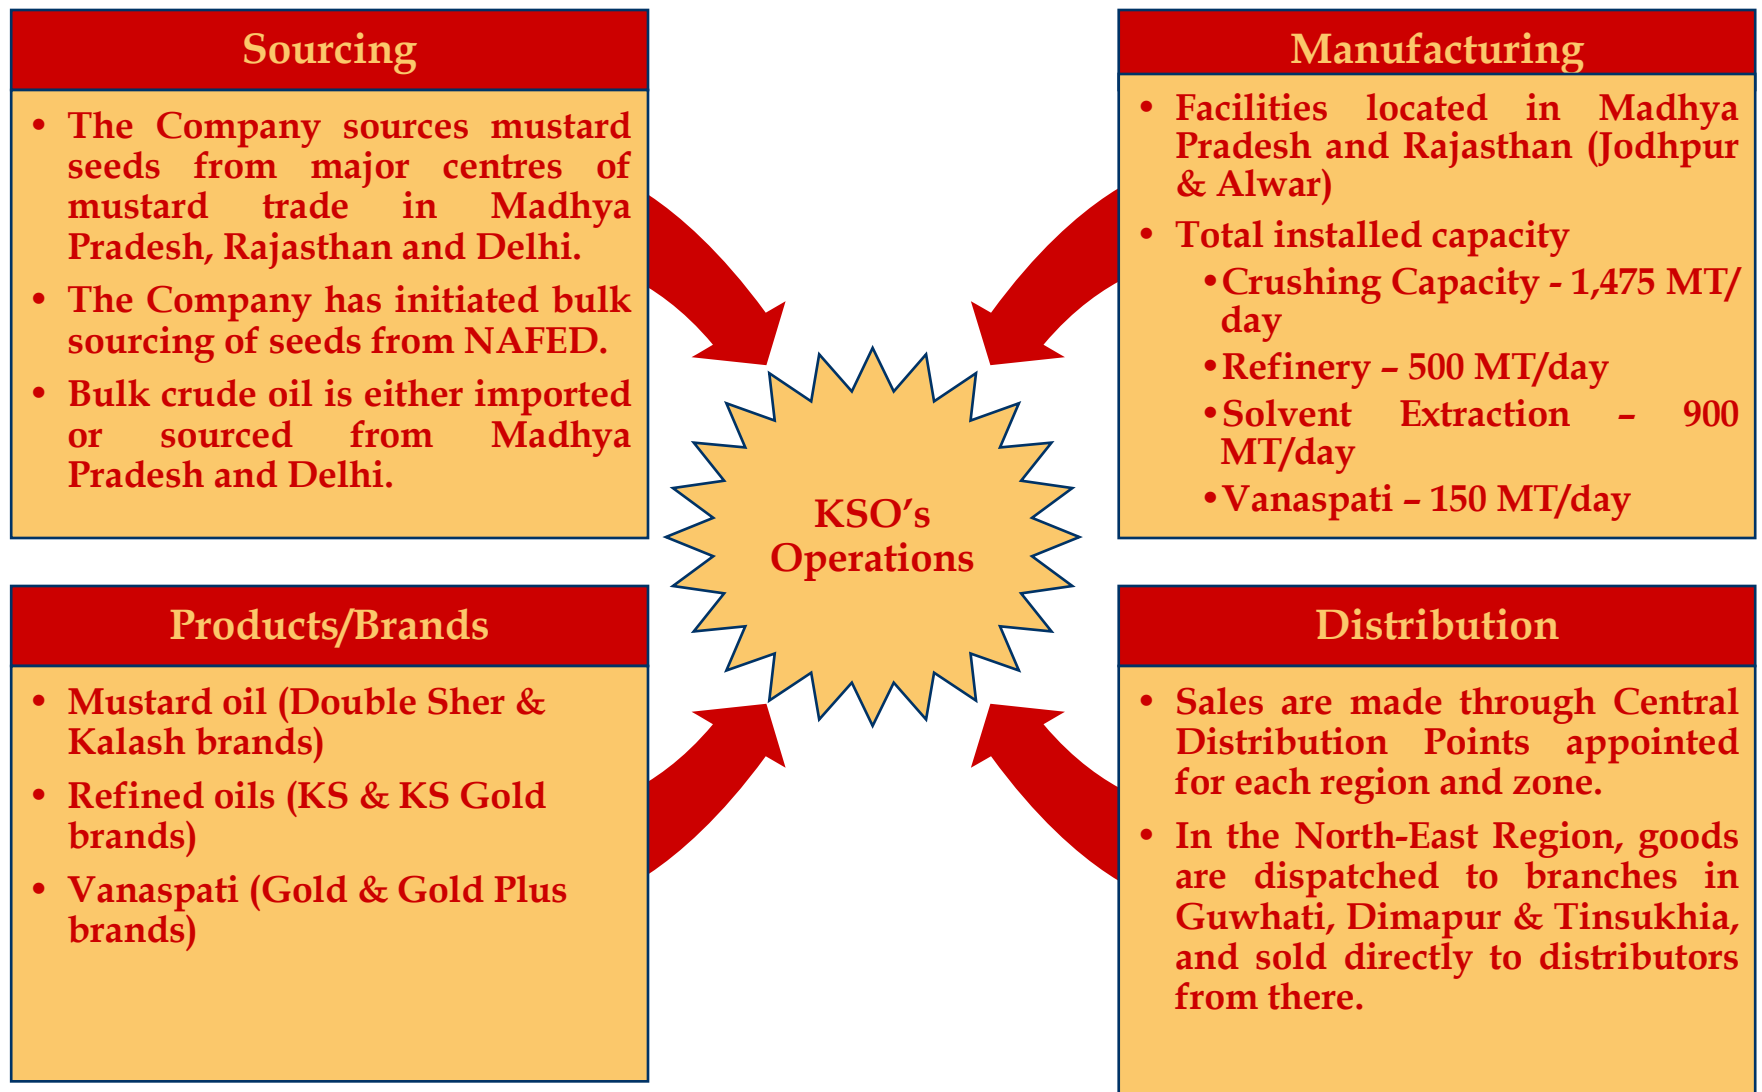 Sourcing
• The Company sources mustard
seeds from major centres of
mustard trade in Madhya
Pradesh, Rajasthan and Delhi.
• The Company has initiated bulk
sourcing of seeds from NAFED.
• Bulk crude oil is either imported
or sourced from Madhya
Pradesh and Delhi.
Manufacturing
• Facilities located in Madhya
Pradesh and Rajasthan (Jodhpur
& Alwar)
• Total installed capacity
•Crushing Capacity - 1,475 MT/
day
•Refinery – 500 MT/day
•Solvent Extraction – 900
MT/day
•Vanaspati – 150 MT/day
KSO’s
Operations
Products/Brands
• Mustard oil (Double Sher &
Kalash brands)
• Refined oils (KS & KS Gold
brands)
• Vanaspati (Gold & Gold Plus
brands)
Distribution
• Sales are made through Central
Distribution Points appointed
for each region and zone.
• In the North-East Region, goods
are dispatched to branches in
Guwhati, Dimapur & Tinsukhia,
and sold directly to distributors
from there.